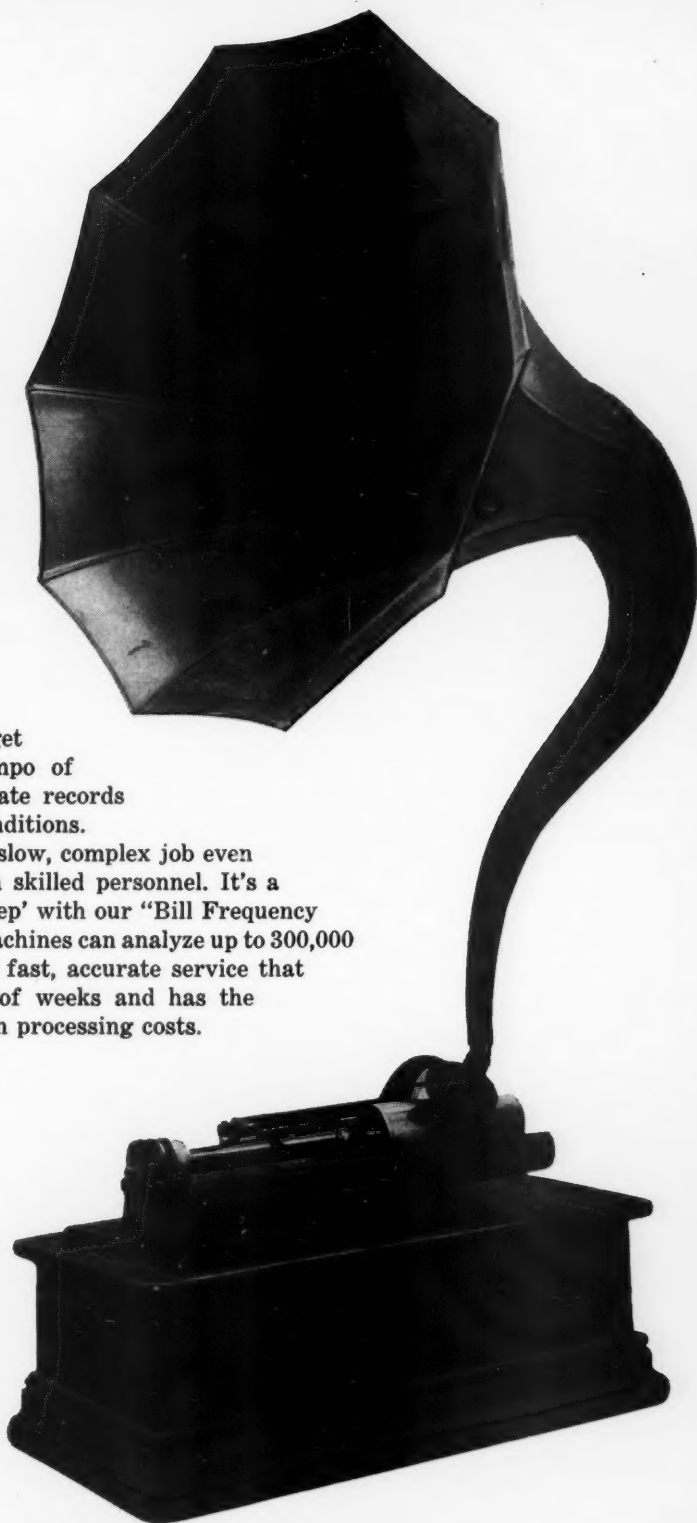 et
mpo of
ate records
nditions.
slow, complex job even
skilled personnel. It's a
ep' with our "Bill Frequency
achines can analyze up to 300,000
fast, accurate service that
of weeks and has the
n processing costs.